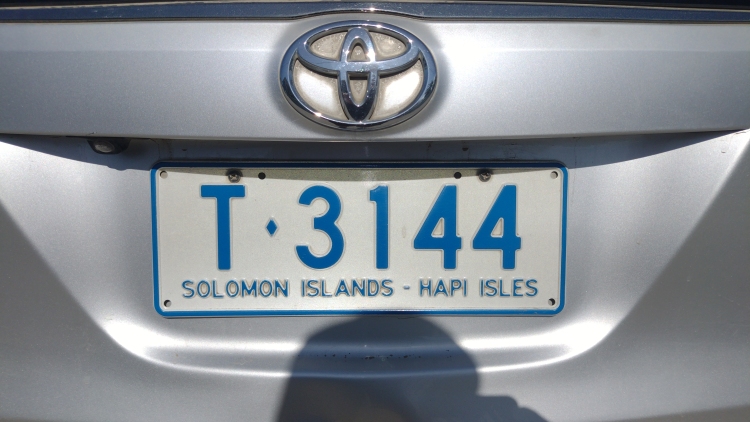 T♦3144
SOLOMON ISLANDS - HAPI ISLES